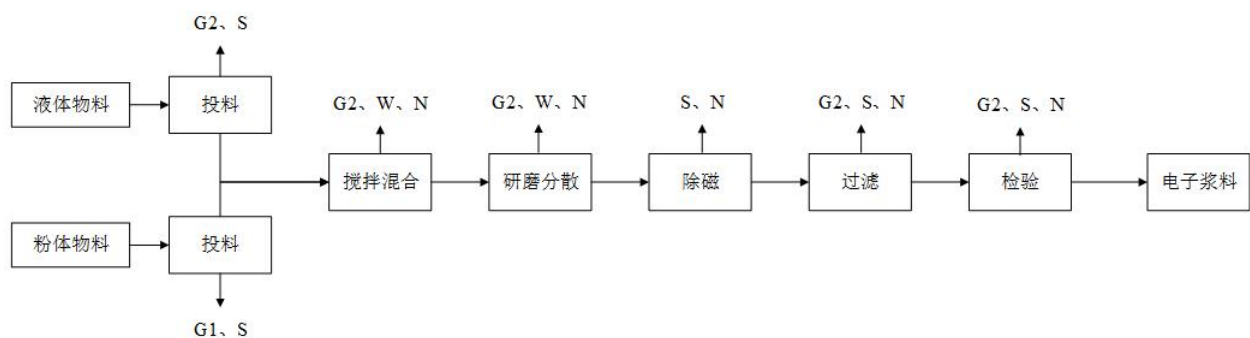 G2、S
液体物料
投料
G2、W、N
G2、W、N
S、N
G2、S、N
G2、S、N
搅拌混合
研磨分散
除磁
过滤
检验
电子浆料
粉体物料
投料
G1、S